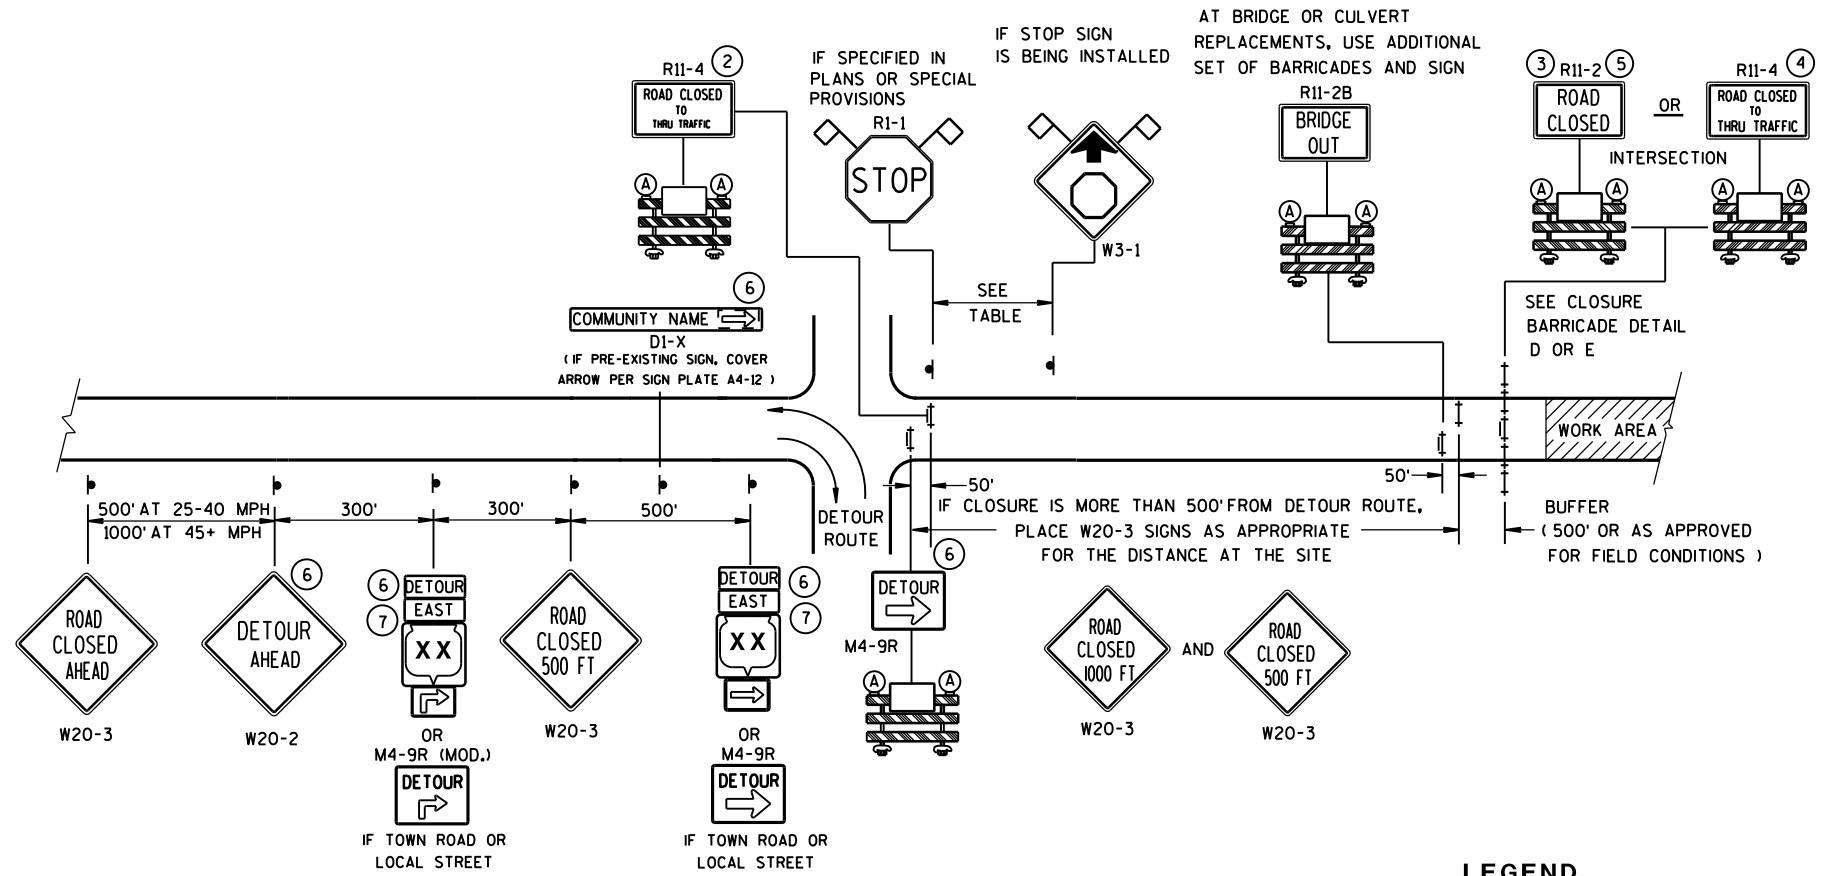 R11-4 2
ROAD CLOSED
TO
THRU TRAFFIC
A A
IF SPECIFIED IN
PLANS OR SPECIAL
PROVISIONS
R1-1
STOP
IF STOP SIGN
IS BEING INSTALLED
W3-1
SEE
TABLE
AT BRIDGE OR CULVERT
REPLACEMENTS, USE ADDITIONAL
SET OF BARRICADES AND SIGN
R11-2B
BRIDGE
OUT
A A
3 R11-2 5
ROAD
CLOSED
OR
R11-4 4
ROAD CLOSED
TO
THRU TRAFFIC
INTERSECTION
A A A A
SEE CLOSURE
BARRICADE DETAIL
D OR E
6
COMMUNITY NAME
D1-X
(IF PRE-EXISTING SIGN, COVER
ARROW PER SIGN PLATE A4-12 )
WORK AREA
500' AT 25-40 MPH
1000' AT 45+ MPH
300'
300'
500'
DETOUR
ROUTE
50'
50'
IF CLOSURE IS MORE THAN 500' FROM DETOUR ROUTE,
PLACE W20-3 SIGNS AS APPROPRIATE
FOR THE DISTANCE AT THE SITE
BUFFER
( 500' OR AS APPROVED
FOR FIELD CONDITIONS )
ROAD
CLOSED
AHEAD
W20-3
6
DETOUR
AHEAD
W20-2
6
7
DETOUR
EAST
XX
OR
M4-9R (MOD.)
DETOUR
IF TOWN ROAD OR
LOCAL STREET
ROAD
CLOSED
500 FT
W20-3
DETOUR 6
EAST 7
XX
OR
M4-9R
DETOUR
IF TOWN ROAD OR
LOCAL STREET
6
DETOUR
M4-9R
A A
ROAD
CLOSED
1000 FT
W20-3
AND
ROAD
CLOSED
500 FT
W20-3
LEGEND